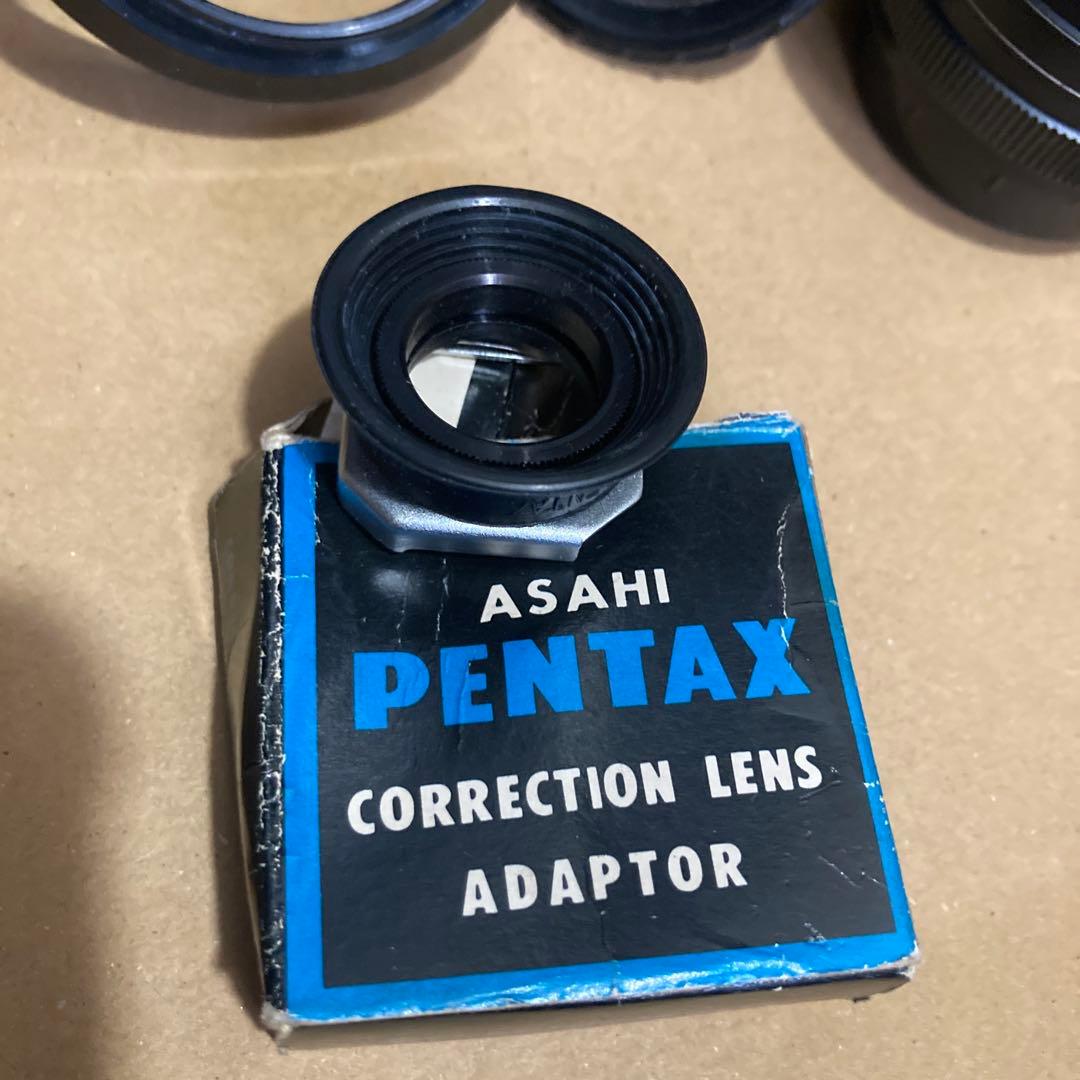 ASAHI
PENTAX
CORRECTION LENS
ADAPTOR